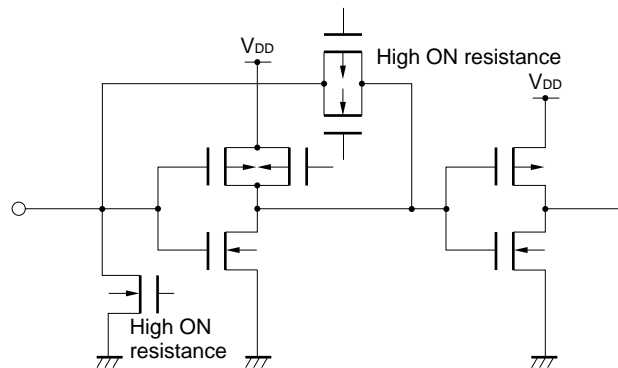 VDD
High ON resistance
VDD
High ON
resistance